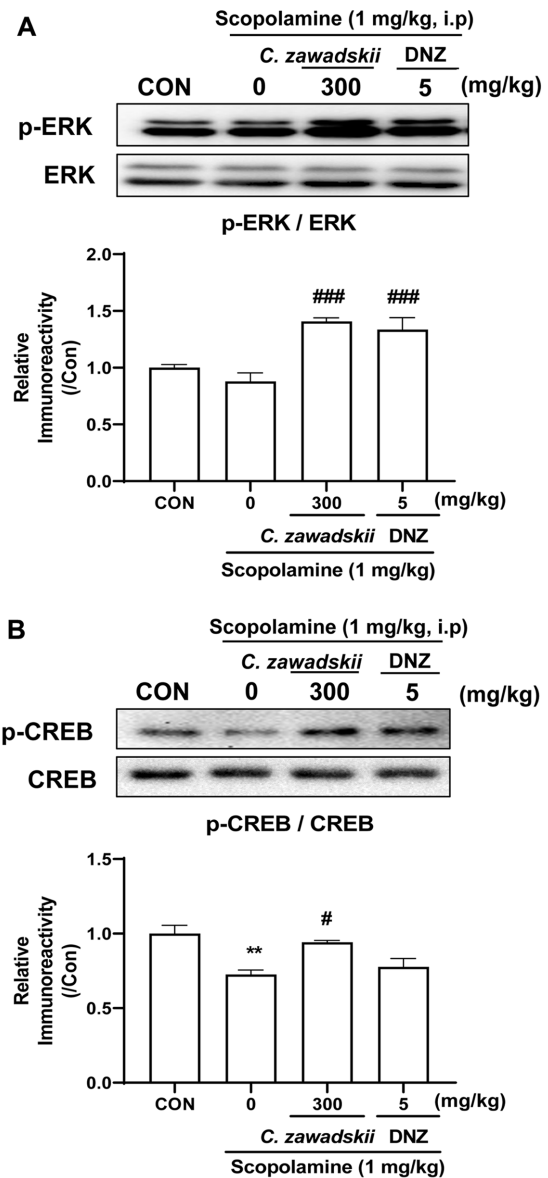 A
Scopolamine (1 mg/kg, i.p)
C. zawadskii DNZ
CON 0 300 5 (mg/kg)
p-ERK
ERK
p-ERK / ERK
Relative
Immunoreactivity
(/Con)
2.0
1.5
1.0
0.5
0.0
### ###
CON 0 300 5 (mg/kg)
C. zawadskii DNZ
Scopolamine (1 mg/kg)
B
Scopolamine (1 mg/kg, i.p)
C. zawadskii DNZ
CON 0 300 5 (mg/kg)
p-CREB
CREB
p-CREB / CREB
Relative
Immunoreactivity
(/Con)
1.5
1.0
0.5
0.0
** #
CON 0 300 5 (mg/kg)
C. zawadskii DNZ
Scopolamine (1 mg/kg)